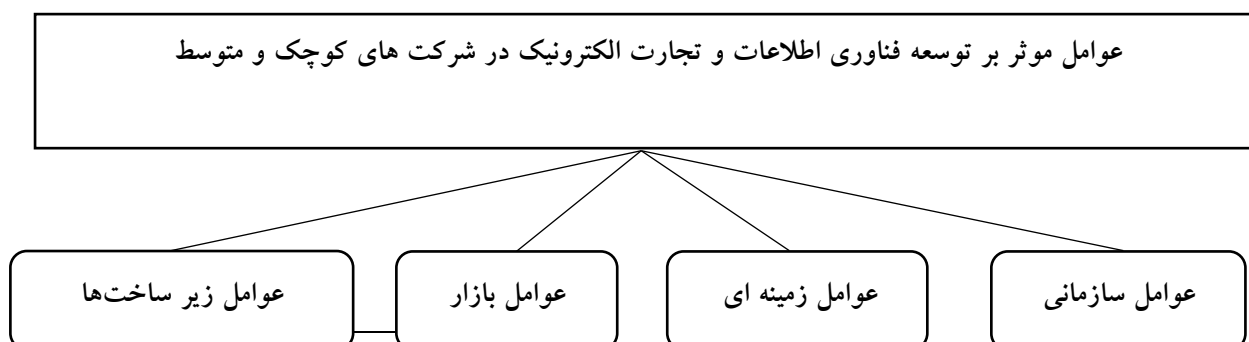 عوامل موثر بر توسعه فناوری اطلاعات و تجارت الکترونیک در شرکت های کوچک و متوسط
عوامل سازمانی
عوامل زمینه ای
عوامل بازار
عوامل زیر ساخت‌ها